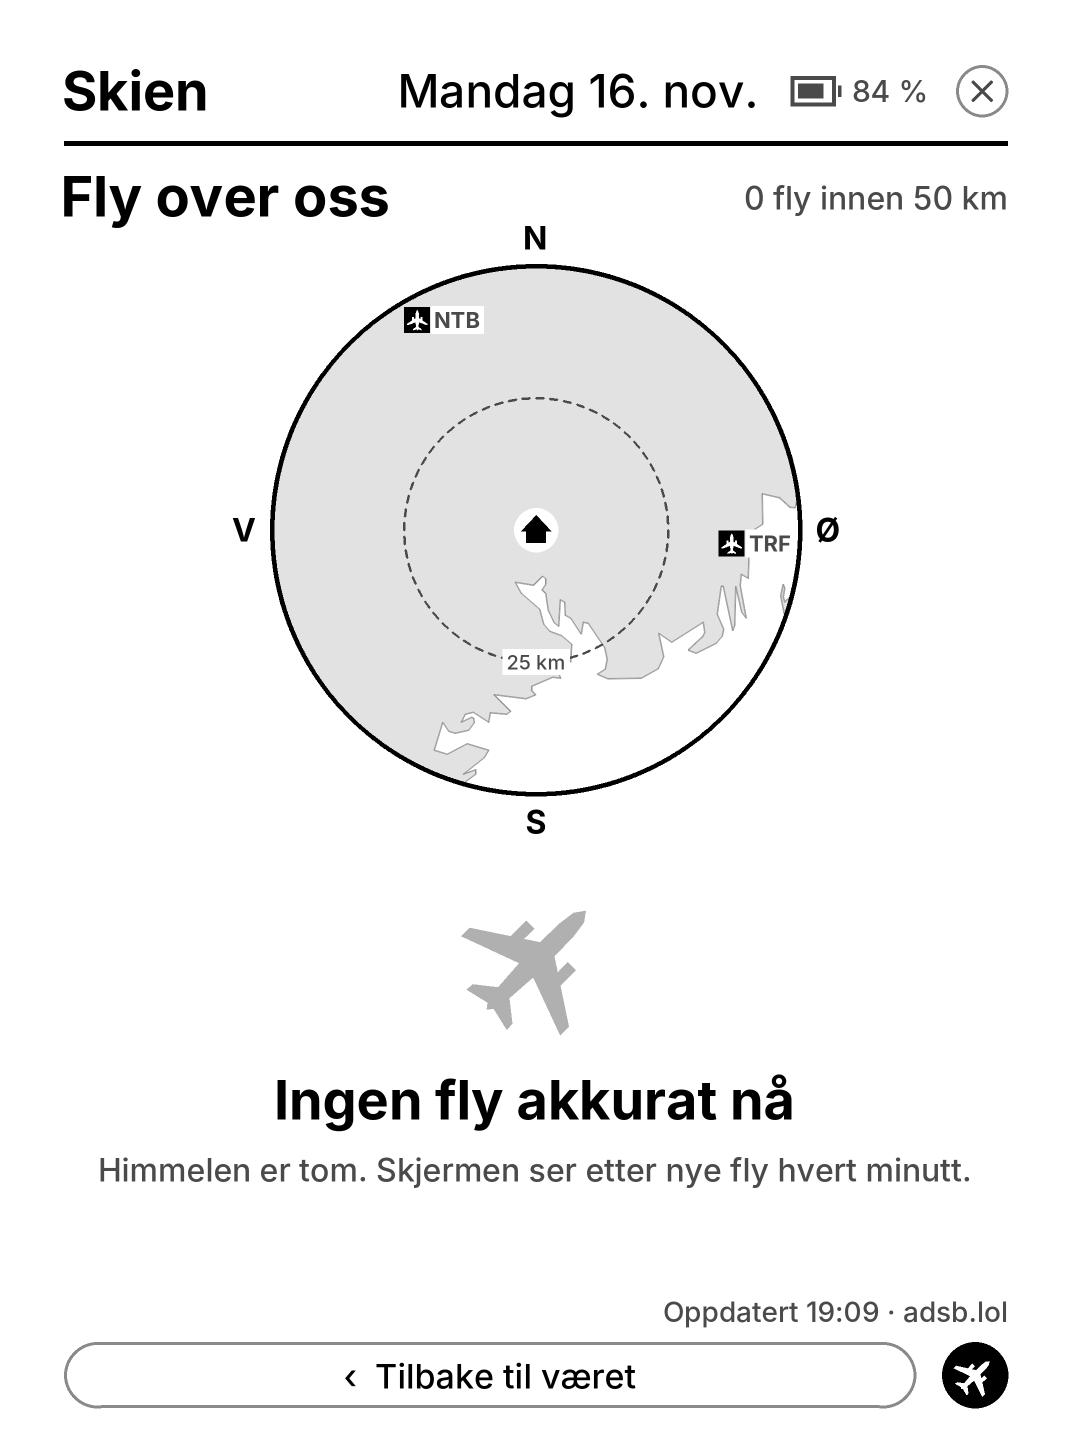 Skien
Mandag 16. nov.
84 %
Fly over oss
0 fly innen 50 km
N
NTB
V
Ø
TRF
25 km
S
Ingen fly akkurat nå
Himmelen er tom. Skjermen ser etter nye fly hvert minutt.
Oppdatert 19:09 · adsb.lol
‹ Tilbake til været